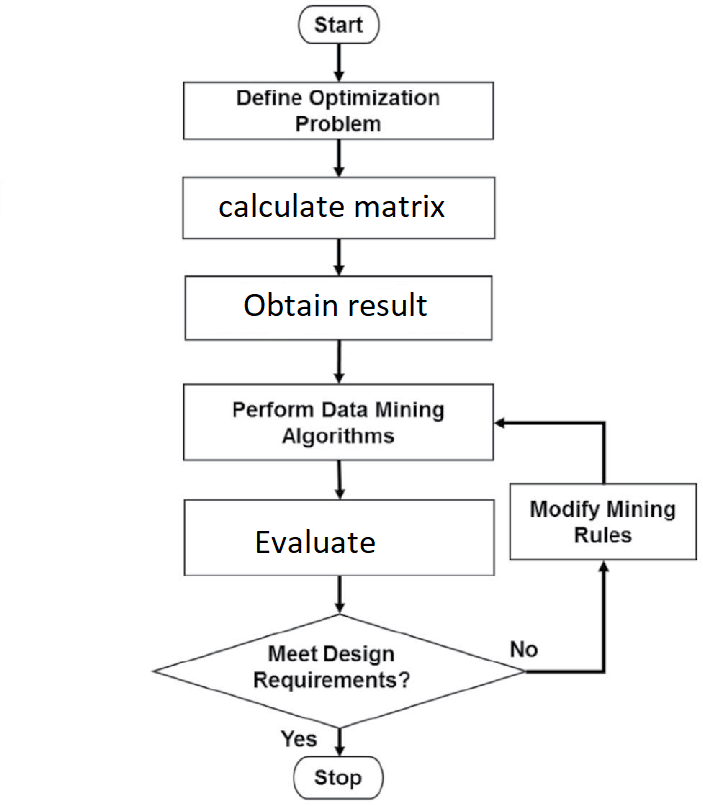 Start
Define Optimization
Problem
calculate matrix
Obtain result
Perform Data Mining
Algorithms
Modify Mining
Rules
Evaluate
Meet Design
Requirements?
No
Yes
Stop